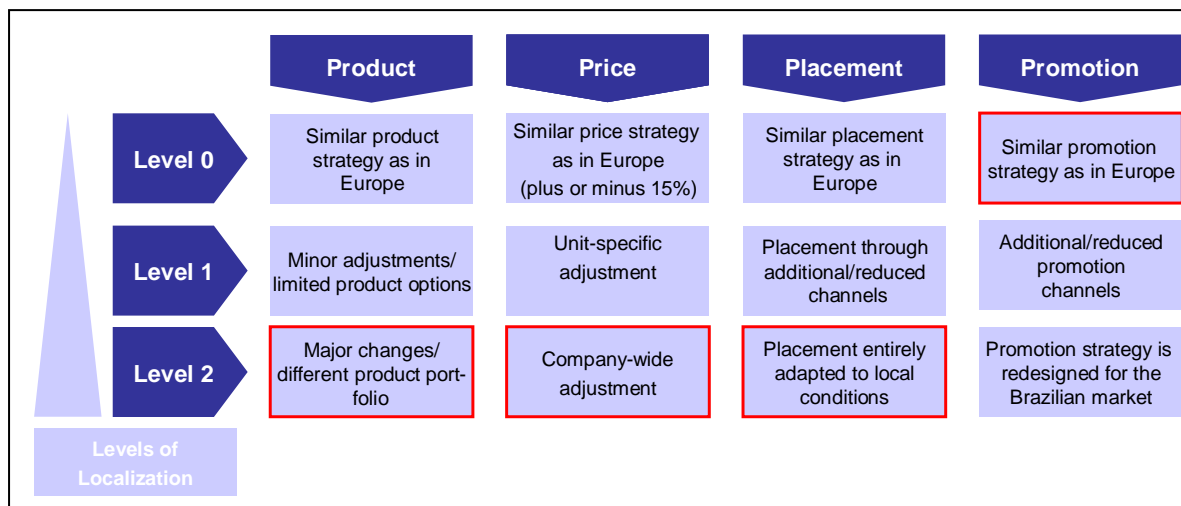 Product
Price
Placement
Promotion
Level 0
Similar product
strategy as in
Europe
Similar price strategy
as in Europe
(plus or minus 15%)
Similar placement
strategy as in
Europe
Similar promotion
strategy as in Europe
Level 1
Minor adjustments/
limited product options
Unit-specific
adjustment
Placement through
additional/reduced
channels
Additional/reduced
promotion
channels
Level 2
Major changes/
different product port-
folio
Company-wide
adjustment
Placement entirely
adapted to local
conditions
Promotion strategy is
redesigned for the
Brazilian market
Levels of
Localization